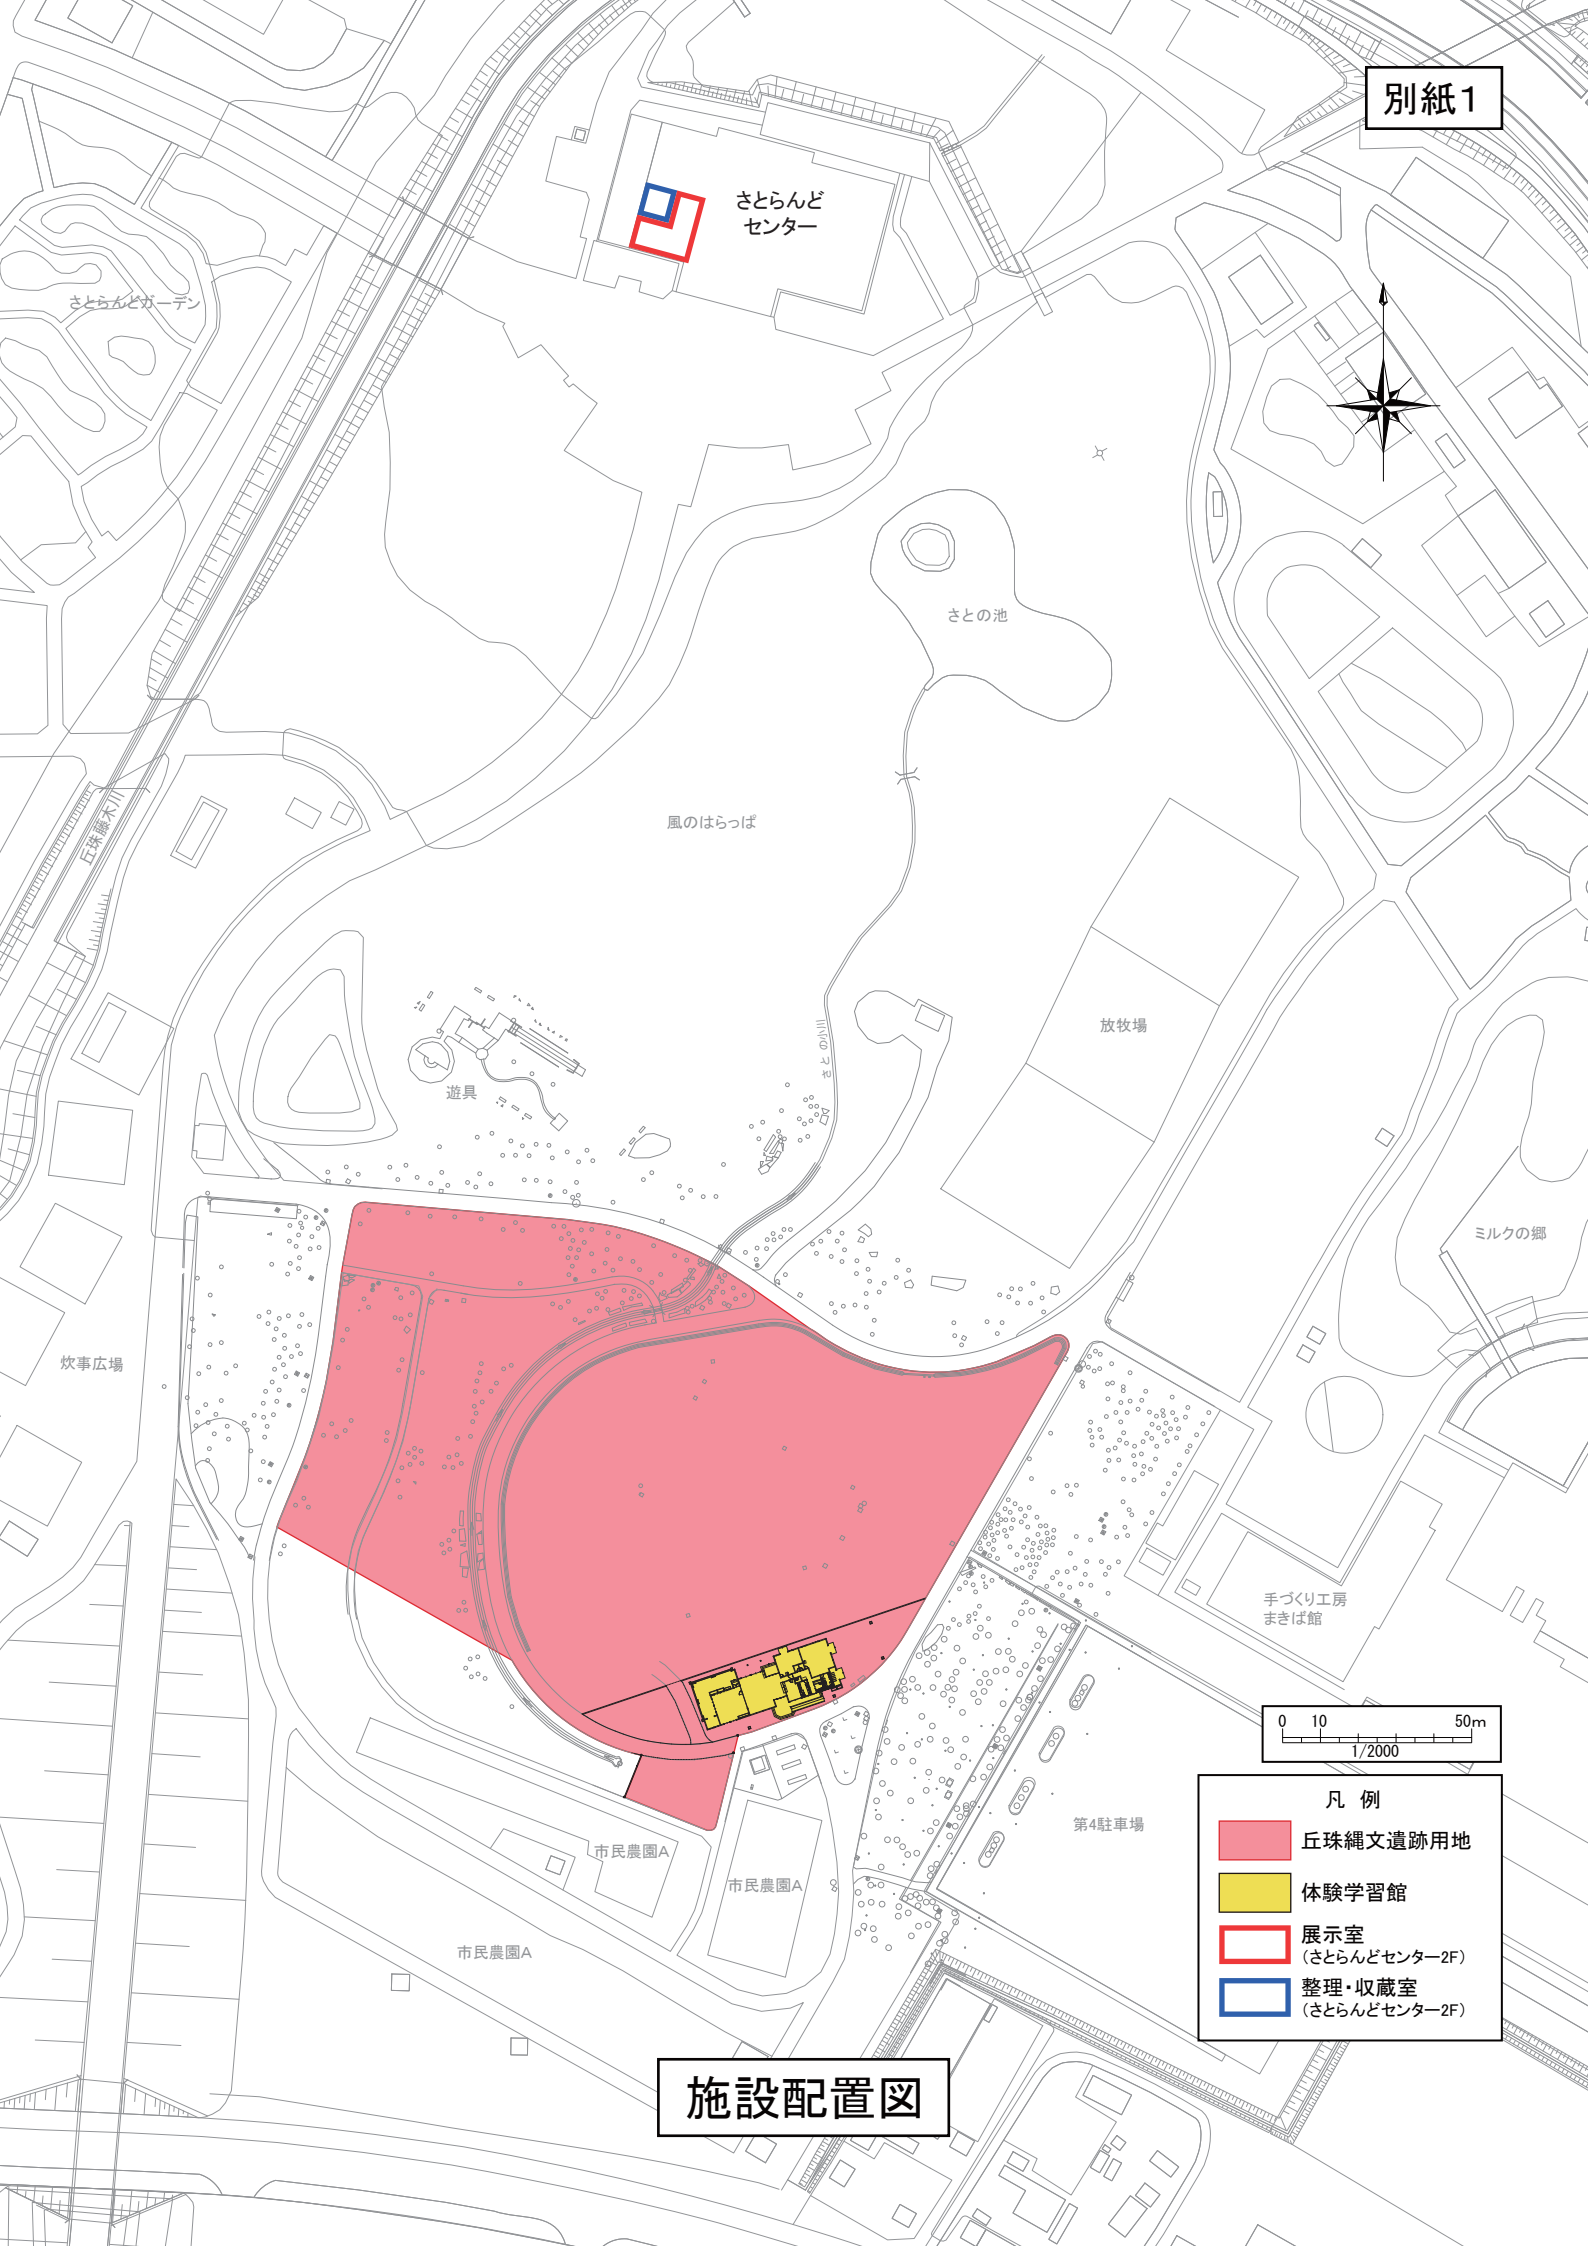 別紙1
さとらんど
センター
さとらんどガーデン
さとの池
丘珠藤木川
風のはらっぱ
放牧場
さとの小川
遊具
ミルクの郷
炊事広場
手づくり工房
まきば館
0 10 50m
1/2000
凡 例
丘珠縄文遺跡用地
体験学習館
展示室
(さとらんどセンター2F)
整理・収蔵室
(さとらんどセンター2F)
第4駐車場
市民農園A
市民農園A
市民農園A
施設配置図